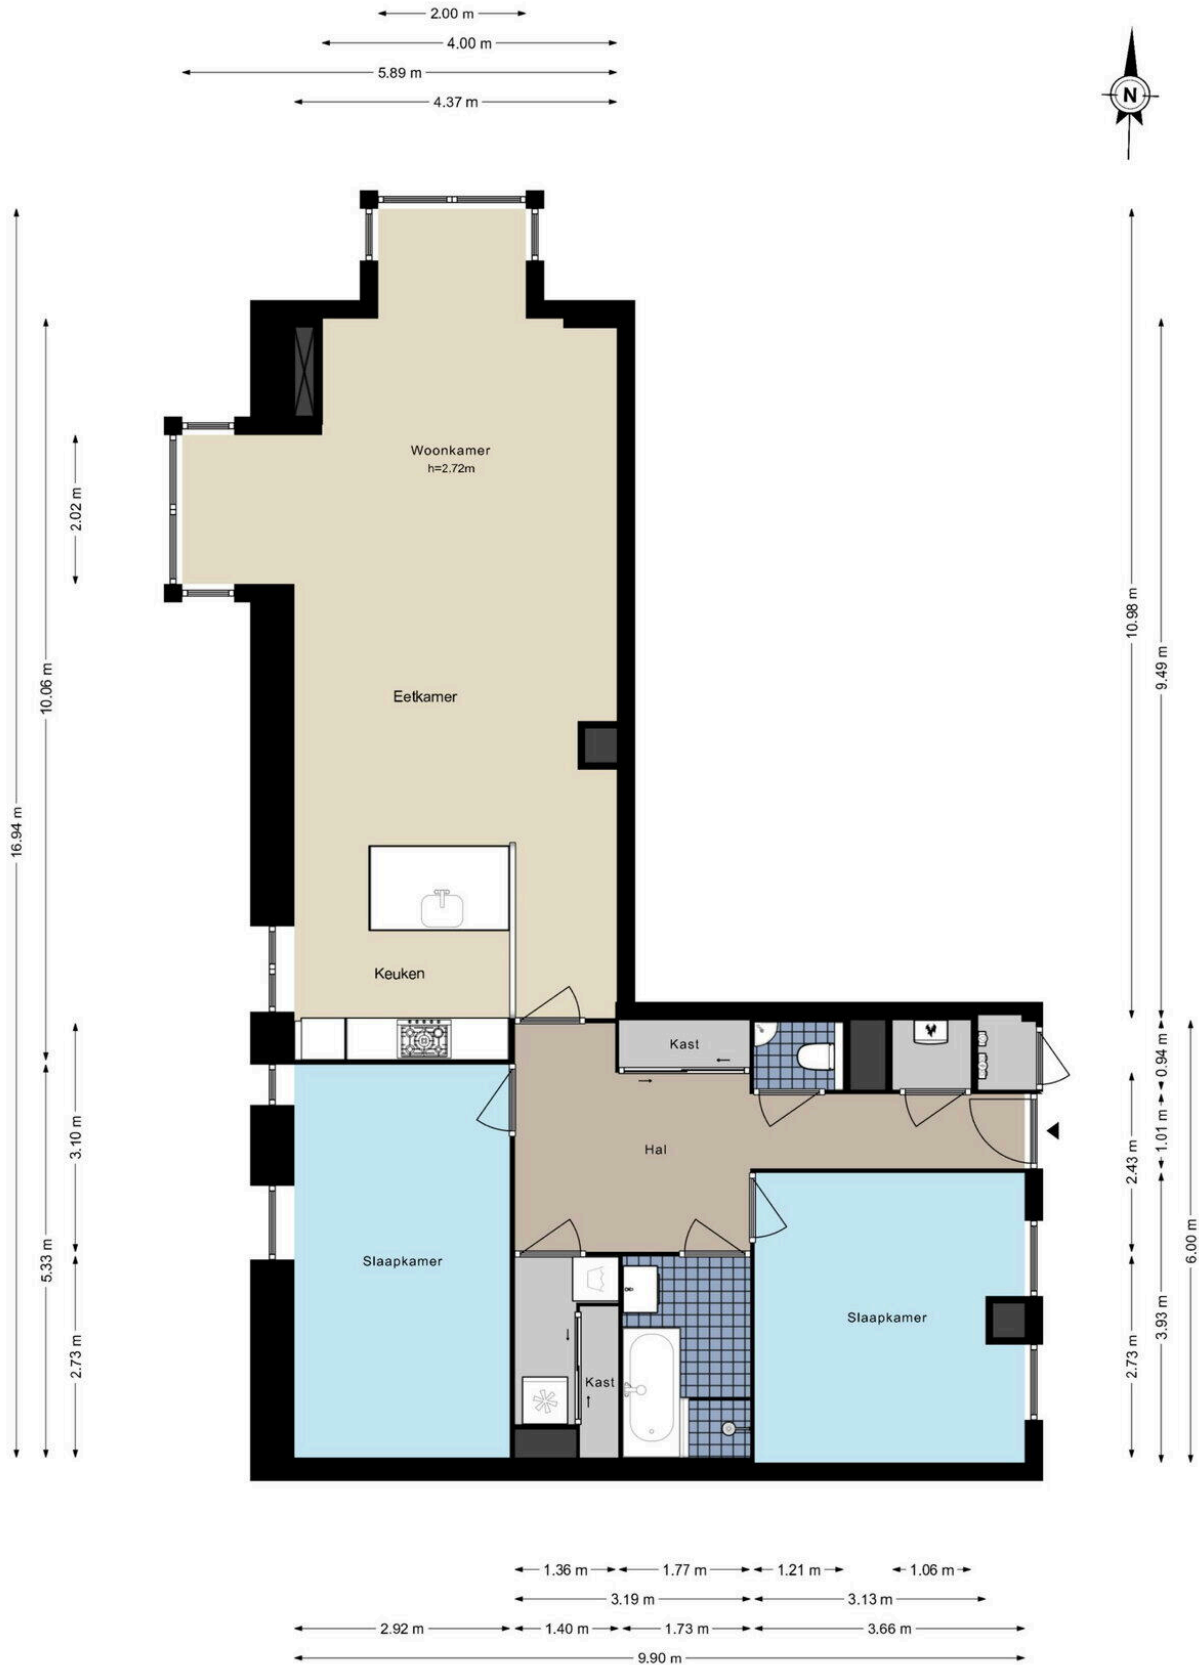 2.00 m
4.00 m
5.89 m
4.37 m
N
Woonkamer
h=2.72m
2.02 m
10.98 m
9.49 m
10.06 m
Eetkamer
16.94 m
Keuken
Kast
0.94 m
1.01 m
3.10 m
Hal
2.43 m
6.00 m
5.33 m
Slaapkamer
Slaapkamer
3.93 m
2.73 m
Kast
2.73 m
1.36 m
1.77 m
1.21 m
1.06 m
3.19 m
3.13 m
2.92 m
1.40 m
1.73 m
3.66 m
9.90 m